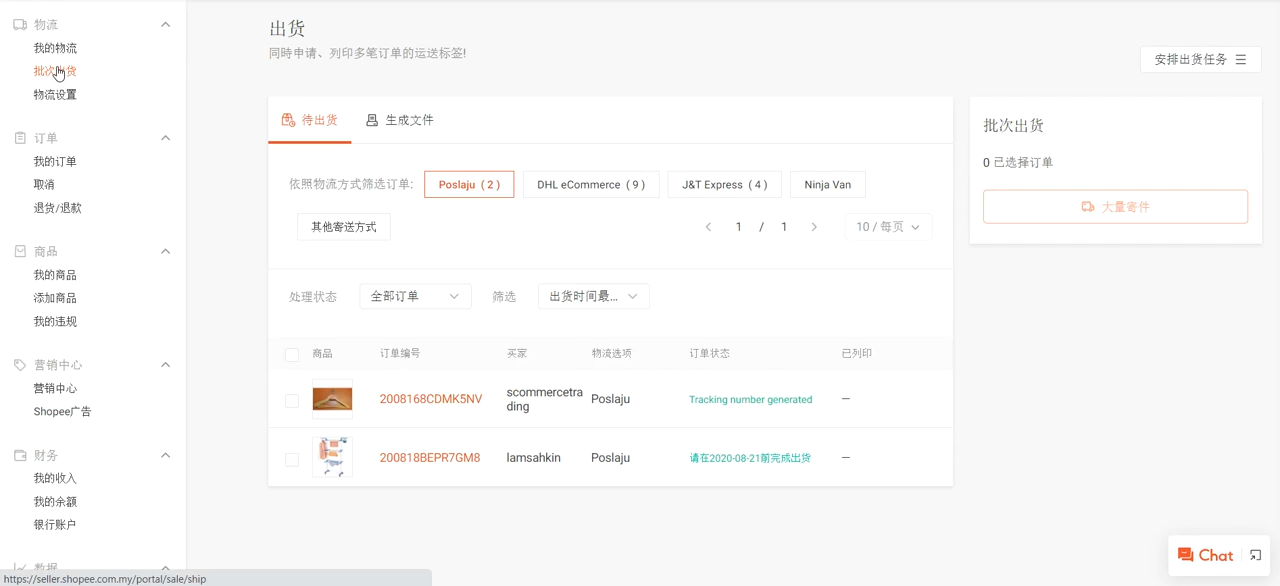 物流
我的物流
批次出货
物流设置
订单
我的订单
取消
退货/退款
商品
我的商品
添加商品
我的违规
营销中心
营销中心
Shopee广告
财务
我的收入
我的余额
银行账户
数据
https://seller.shopee.com.my/portal/sale/ship
出货
同時申请、列印多笔订单的运送标签!
安排出货任务
待出货 生成文件
依照物流方式筛选订单: Poslaju ( 2 ) DHL eCommerce ( 9 ) J&T Express ( 4 ) Ninja Van
其他寄送方式 1 / 1 10 / 每页
处理状态 全部订单 筛选 出货时间最...
商品 订单编号 买家 物流选项 订单状态 已列印
2008168CDMK5NV scommercetrading Poslaju Tracking number generated —
200818BEPR7GM8 lamsahkin Poslaju 请在2020-08-21前完成出货 —
批次出货
0 已选择订单
大量寄件
Chat